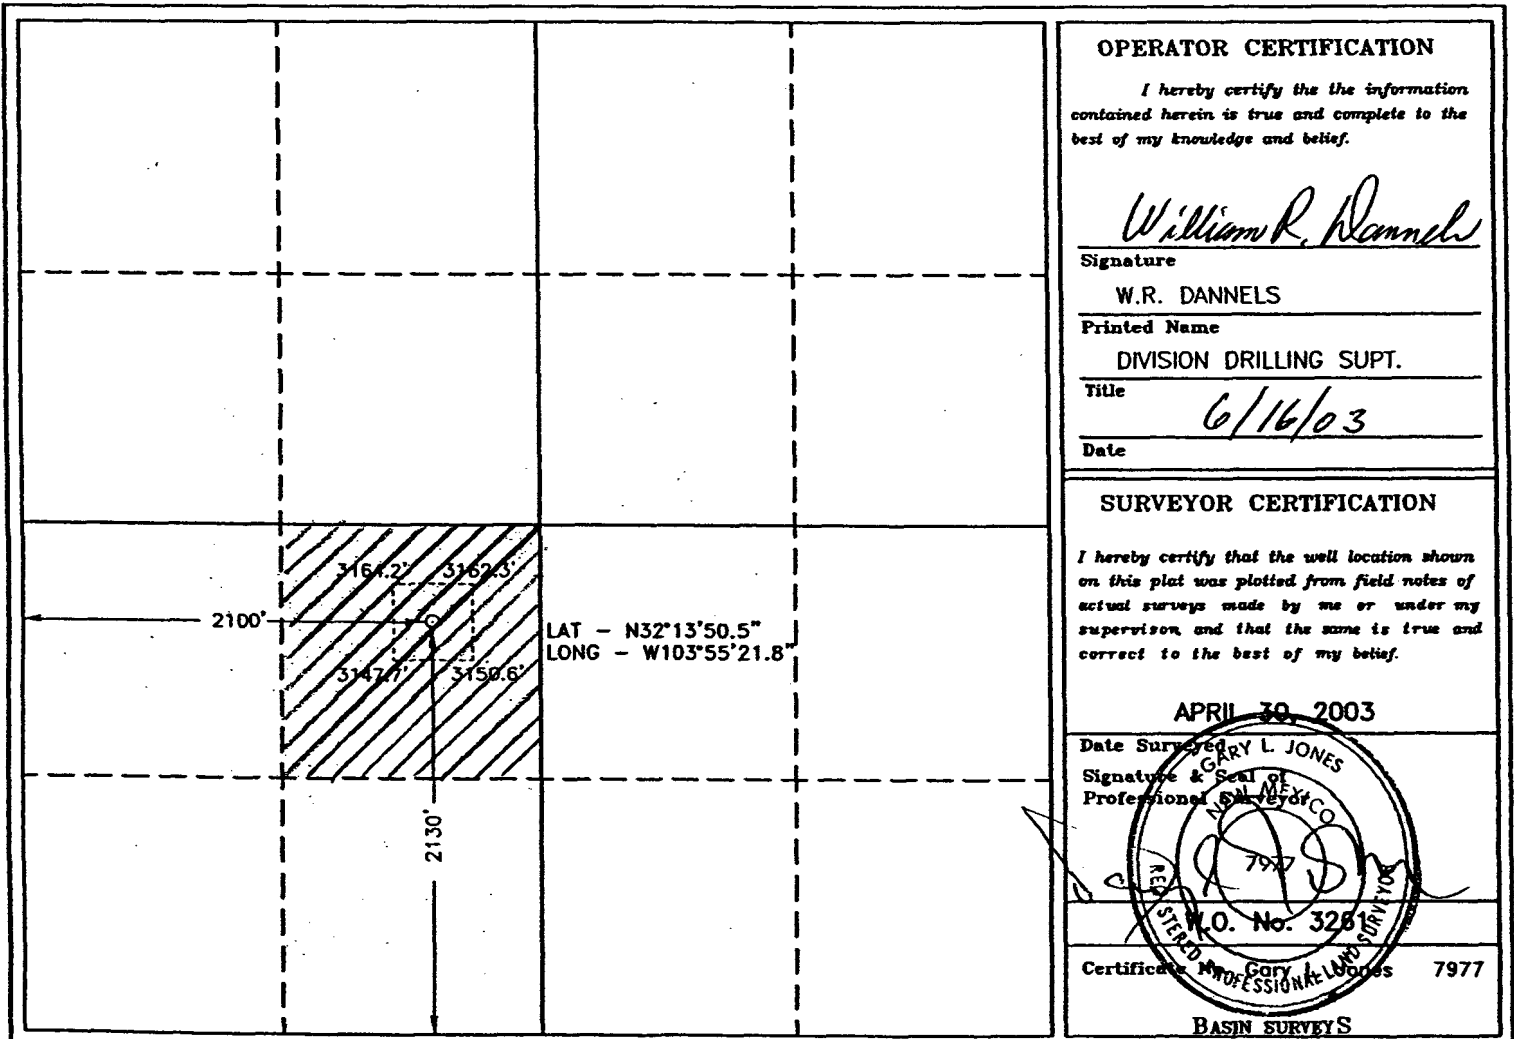 OPERATOR CERTIFICATION
I hereby certify the the information
contained herein is true and complete to the
best of my knowledge and belief.
William R. Dannels
Signature
W.R. DANNELS
Printed Name
DIVISION DRILLING SUPT.
Title
6/16/03
Date
3164.2' 3162.3'
2100'
LAT - N32°13'50.5"
LONG - W103°55'21.8"
3147.7' 3150.6'
2130'
SURVEYOR CERTIFICATION
I hereby certify that the well location shown
on this plat was plotted from field notes of
actual surveys made by me or under my
supervison, and that the same is true and
correct to the best of my belief.
APRIL 30, 2003
Date Surveyed
Signature & Seal of
Professional Surveyor
GARY L. JONES
NEW MEXICO
7977
REGISTERED PROFESSIONAL LAND SURVEYOR
W.O. No. 3261
Certificate No. Gary L. Jones 7977
BASIN SURVEYS